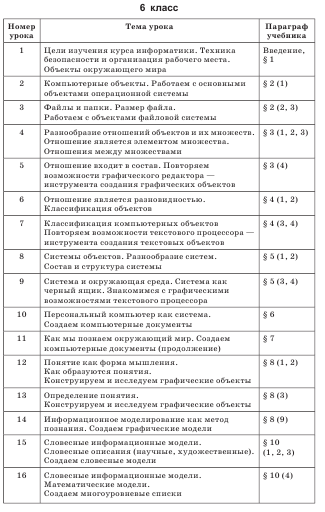 6 класс
Номер урока
Тема урока
Параграф учебника
1
Цели изучения курса информатики. Техника
безопасности и организация рабочего места.
Объекты окружающего мира
Введение,
§ 1
2
Компьютерные объекты. Работаем с основными
объектами операционной системы
§ 2 (1)
3
Файлы и папки. Размер файла.
Работаем с объектами файловой системы
§ 2 (2, 3)
4
Разнообразие отношений объектов и их множеств.
Отношение является элементом множества.
Отношения между множествами
§ 3 (1, 2, 3)
5
Отношение входит в состав. Повторяем
возможности графического редактора —
инструмента создания графических объектов
§ 3 (4)
6
Отношение является разновидностью.
Классификация объектов
§ 4 (1, 2)
7
Классификация компьютерных объектов
Повторяем возможности текстового процессора —
инструмента создания текстовых объектов
§ 4 (3, 4)
8
Системы объектов. Разнообразие систем.
Состав и структура системы
§ 5 (1, 2)
9
Система и окружающая среда. Система как
черный ящик. Знакомимся с графическими
возможностями текстового процессора
§ 5 (3, 4)
10
Персональный компьютер как система.
Создаем компьютерные документы
§ 6
11
Как мы познаем окружающий мир. Создаем
компьютерные документы (продолжение)
§ 7
12
Понятие как форма мышления.
Как образуются понятия.
Конструируем и исследуем графические объекты
§ 8 (1, 2)
13
Определение понятия.
Конструируем и исследуем графические объекты
§ 8 (3)
14
Информационное моделирование как метод
познания. Создаем графические модели
§ 8 (9)
15
Словесные информационные модели.
Словесные описания (научные, художественные).
Создаем словесные модели
§ 10
(1, 2, 3)
16
Словесные информационные модели.
Математические модели.
Создаем многоуровневые списки
§ 10 (4)